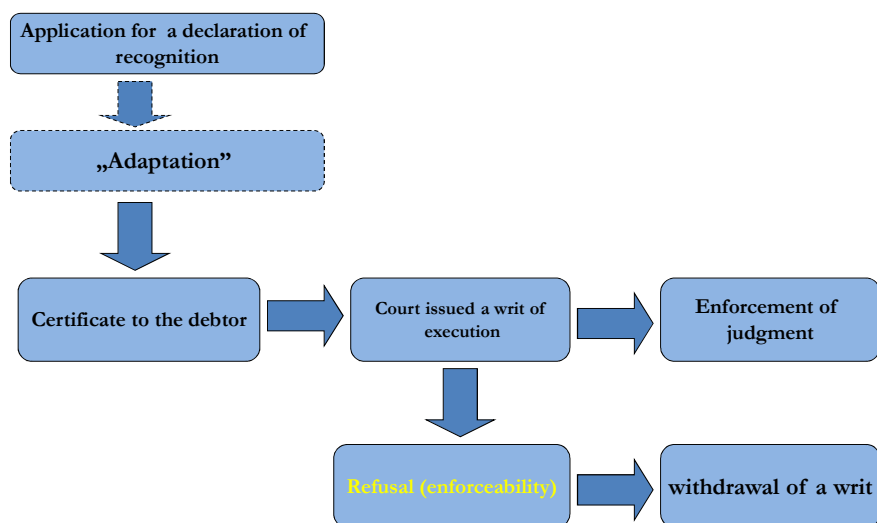 Application for a declaration of
recognition
„Adaptation”
Certificate to the debtor
Court issued a writ of
execution
Enforcement of
judgment
Refusal (enforceability)
withdrawal of a writ